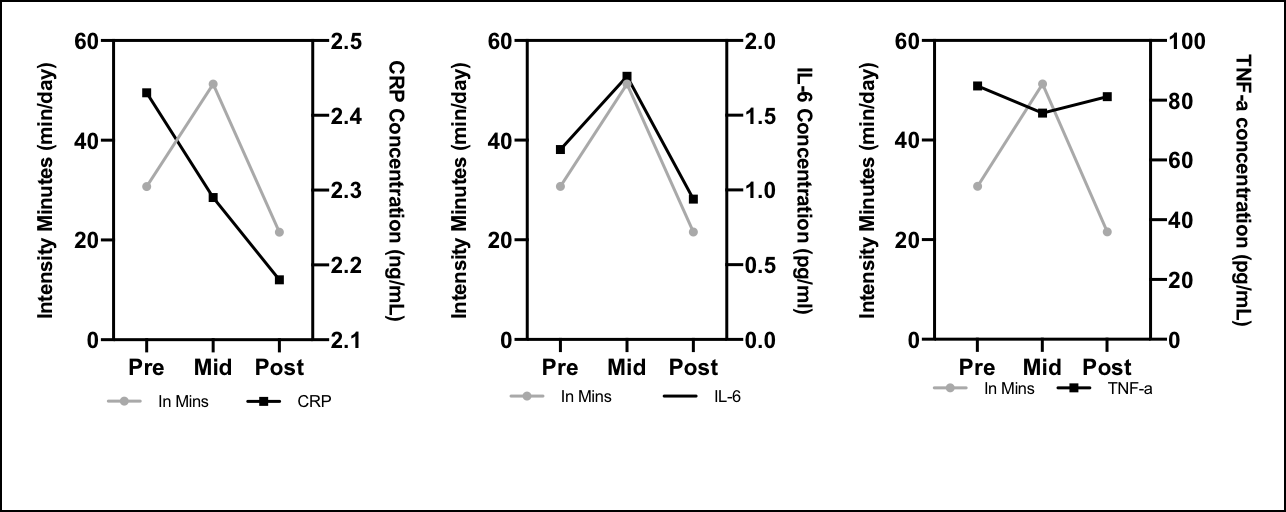 Intensity Minutes (min/day)
60
40
20
0
2.5
2.4
2.3
2.2
2.1
CRP Concentration (ng/mL)
Pre Mid Post
In Mins CRP
Intensity Minutes (min/day)
60
40
20
0
2.0
1.5
1.0
0.5
0.0
IL-6 Concentration (pg/ml)
Pre Mid Post
In Mins IL-6
Intensity Minutes (min/day)
60
40
20
0
100
80
60
40
20
0
TNF-a concentration (pg/mL)
Pre Mid Post
In Mins TNF-a